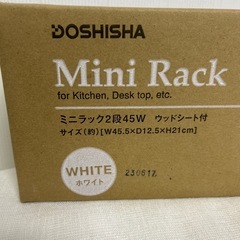 DOSHISHA
Mini Rack
for Kitchen, Desk top, etc.
ミニラック2段45W ウッドシート付
サイズ(約)[W45.5×D12.5×H21cm]
WHITE
ホワイト